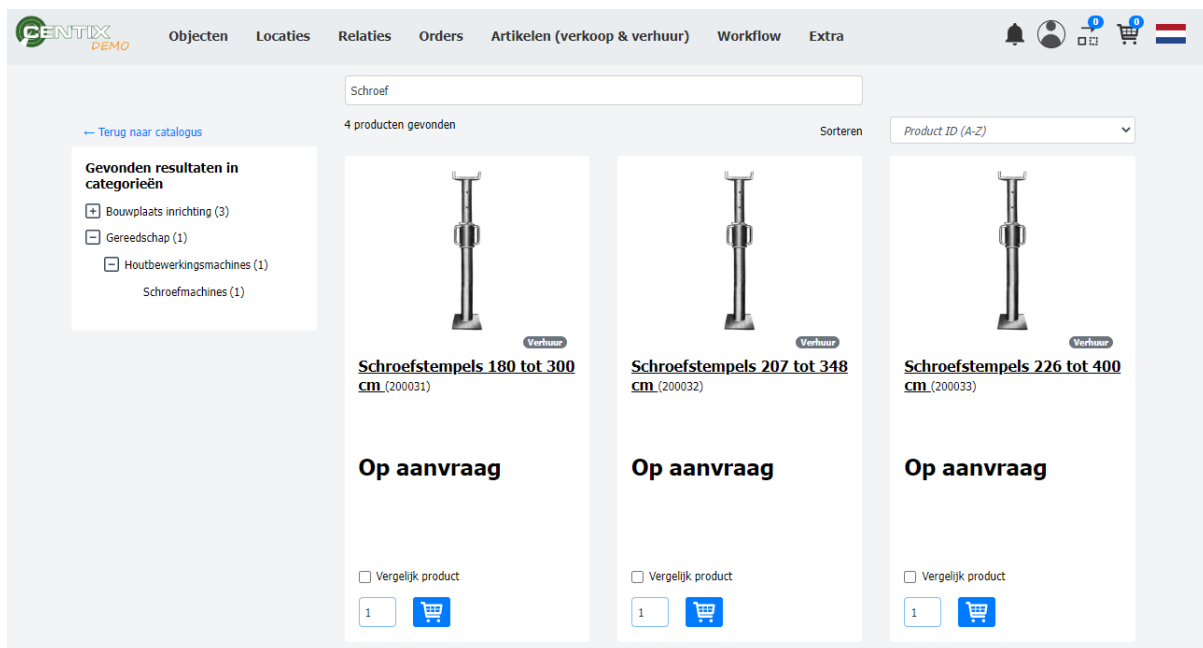 CENTIX
DEMO
Objecten Locaties Relaties Orders Artikelen (verkoop & verhuur) Workflow Extra
0 0
Schroef
← Terug naar catalogus
4 producten gevonden
Sorteren
Product ID (A-Z)
Gevonden resultaten in
categorieën
Bouwplaats inrichting (3)
Gereedschap (1)
Houtbewerkingsmachines (1)
Schroefmachines (1)
Verhuur
Schroefstempels 180 tot 300
cm (200031)
Op aanvraag
Vergelijk product
1
Verhuur
Schroefstempels 207 tot 348
cm (200032)
Op aanvraag
Vergelijk product
1
Verhuur
Schroefstempels 226 tot 400
cm (200033)
Op aanvraag
Vergelijk product
1